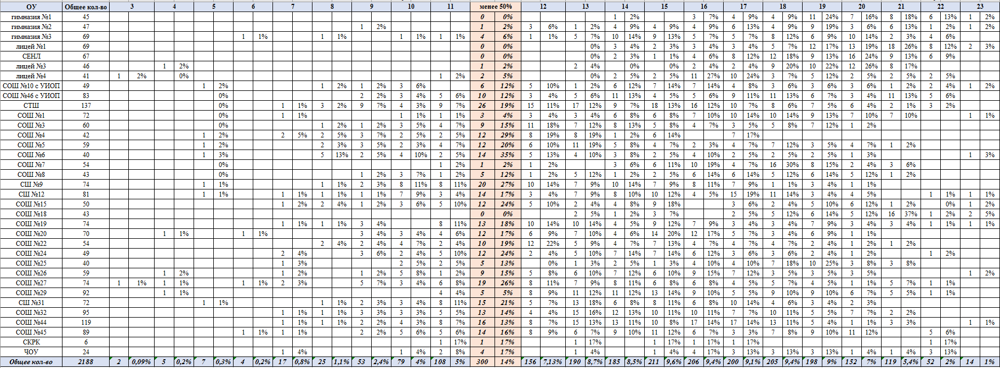 ОУ Общее кол-во 3 4 5 6 7 8 9 10 11 менее 50% 12 13 14 15 16 17 18 19 20 21 22 23
гимназия №1 45 0 0% 1 2% 3 7% 4 9% 4 9% 11 24% 7 16% 8 18% 6 13% 1 2%
гимназия №2 47 1 2% 1 2% 3 6% 1 2% 4 9% 4 9% 4 9% 6 13% 4 9% 9 19% 3 6% 6 13% 1 2% 1 2%
гимназия №3 69 1 1% 1 1% 1 1% 1 1% 4 6% 1 1% 5 7% 10 14% 9 13% 5 7% 5 7% 8 12% 6 9% 10 14% 2 3% 4 6%
лицей №1 69 0 0% 0% 3 4% 2 3% 3 4% 3 4% 5 7% 12 17% 13 19% 18 26% 8 12% 2 3%
СЕНЛ 67 0 0% 0% 2 3% 1 1% 4 6% 8 12% 12 18% 9 13% 16 24% 9 13% 6 9%
лицей №3 46 1 2% 1 2% 2 4% 0% 0% 2 4% 2 4% 9 20% 10 22% 12 26% 8 17%
лицей №4 41 1 2% 0% 1 2% 2 5% 0% 2 5% 2 5% 11 27% 10 24% 3 7% 5 12% 2 5% 2 5% 2 5%
СОШ №10 с УИОП 49 1 2% 1 2% 1 2% 3 6% 6 12% 5 10% 1 2% 6 12% 7 14% 7 14% 4 8% 3 6% 3 6% 3 6% 1 2% 2 4% 1 2%
СОШ №46 с УИОП 83 0% 2 2% 3 4% 5 6% 10 12% 3 4% 5 6% 11 13% 4 5% 5 6% 9 11% 11 13% 6 7% 3 4% 11 13% 5 6%
СТШ 137 0% 1 1% 3 2% 9 7% 4 3% 9 7% 26 19% 15 11% 17 12% 9 7% 18 13% 16 12% 10 7% 8 6% 7 5% 6 4% 2 1% 3 2%
СОШ №1 72 0% 1 1% 1 1% 1 1% 3 4% 3 4% 3 4% 6 8% 6 8% 7 10% 10 14% 10 14% 9 13% 7 10% 7 10% 1 1%
СОШ №3 60 0% 1 2% 1 2% 3 5% 4 7% 9 15% 11 18% 7 12% 8 13% 5 8% 4 7% 3 5% 5 8% 7 12% 1 2%
СОШ №4 42 1 2% 2 5% 2 5% 3 7% 2 5% 2 5% 12 29% 8 19% 8 19% 1 2% 6 14% 7 17%
СОШ №5 59 1 2% 2 3% 3 5% 2 3% 4 7% 12 20% 6 10% 11 19% 5 8% 4 7% 2 3% 4 7% 7 12% 3 5% 4 7% 1 2%
СОШ №6 40 1 3% 5 13% 2 5% 4 10% 2 5% 14 35% 5 13% 4 10% 3 8% 2 5% 4 10% 2 5% 2 5% 2 5% 1 3% 1 3%
СОШ №7 54 0% 1 2% 1 2% 1 2% 3 6% 6 11% 10 19% 4 7% 16 30% 8 15% 2 4% 3 6%
СОШ №8 43 0% 1 2% 3 7% 1 2% 5 12% 1 2% 5 12% 1 2% 2 5% 6 14% 6 14% 5 12% 6 14% 5 12% 1 2%
СШ №9 74 1 1% 1 1% 2 3% 8 11% 8 11% 20 27% 10 14% 7 9% 10 14% 7 9% 8 11% 7 9% 1 1% 3 4% 1 1%
СШ №12 81 1 1% 1 1% 1 1% 1 1% 7 9% 3 4% 14 17% 3 4% 7 9% 8 10% 10 12% 4 5% 15 19% 11 14% 3 4% 4 5% 1 1% 1 1%
СОШ №15 50 1 2% 2 4% 1 2% 3 6% 5 10% 12 24% 5 10% 2 4% 4 8% 9 18% 3 6% 2 4% 5 10% 6 12% 1 2% 0% 1 2%
СОШ №18 43 0 0% 2 5% 1 2% 3 7% 2 5% 5 12% 6 14% 5 12% 16 37% 1 2% 2 5%
СОШ №19 74 1 1% 1 1% 3 4% 8 11% 13 18% 10 14% 10 14% 4 5% 9 12% 7 9% 3 4% 3 4% 7 9% 3 4% 3 4% 1 1% 1 1%
СОШ №20 70 1 1% 1 1% 3 4% 3 4% 4 6% 12 17% 6 9% 7 10% 4 6% 14 20% 12 17% 5 7% 3 4% 6 9% 1 1%
СОШ №22 54 2 4% 2 4% 4 7% 2 4% 10 19% 12 22% 5 9% 4 7% 7 13% 4 7% 4 7% 4 7% 2 4% 1 2% 1 2%
СОШ №24 49 2 4% 3 6% 2 4% 5 10% 12 24% 2 4% 5 10% 7 14% 7 14% 6 12% 3 6% 3 6% 2 4% 1 2% 1 2%
СОШ №25 40 1 3% 2 5% 2 5% 5 13% 0% 1 3% 2 5% 1 3% 4 10% 4 10% 7 18% 10 25% 3 8% 3 8%
СОШ №26 59 1 2% 1 2% 1 2% 5 8% 1 2% 9 15% 5 8% 6 10% 7 12% 6 10% 9 15% 7 12% 3 5% 3 5% 3 5% 1 2%
СОШ №27 74 1 1% 1 1% 1 1% 2 3% 5 7% 3 4% 6 8% 19 26% 8 11% 7 9% 8 11% 6 8% 6 8% 4 5% 5 7% 4 5% 1 1% 5 7% 1 1%
СОШ №29 92 1 1% 4 4% 5 5% 8 9% 11 12% 11 12% 13 14% 9 10% 5 5% 9 10% 9 10% 6 7% 5 5% 1 1%
СШ №31 72 1 1% 1 1% 2 3% 3 4% 8 11% 15 21% 5 7% 13 18% 6 8% 8 11% 6 8% 10 14% 4 6% 3 4% 2 3%
СОШ №32 95 1 1% 1 1% 3 3% 3 3% 5 5% 13 14% 4 4% 15 16% 12 13% 10 11% 10 11% 7 7% 10 11% 5 5% 7 7% 2 2%
СОШ №44 119 1 1% 1 1% 2 2% 4 3% 8 7% 16 13% 8 7% 15 13% 13 11% 10 8% 17 14% 17 14% 13 11% 5 4% 1 1% 3 3% 1 1%
СОШ №45 89 1 1% 1 1% 2 2% 5 6% 5 6% 14 16% 8 9% 6 7% 9 10% 11 12% 6 7% 3 3% 7 8% 9 10% 11 12% 5 6%
СКРК 6 1 17% 1 17% 1 17% 1 17% 1 17% 1 17% 1 17%
ЧОУ 24 1 4% 1 4% 2 8% 4 17% 1 4% 1 4% 4 17% 3 13% 3 13% 3 13% 1 4% 1 4% 3 13%
Общее кол-во 2188 2 0,09% 5 0,2% 7 0,3% 4 0,2% 17 0,8% 25 1,1% 53 2,4% 79 4% 108 5% 300 14% 156 7,13% 190 8,7% 185 8,5% 211 9,6% 206 9,4% 200 9,1% 205 9,4% 198 9% 152 7% 119 5,4% 52 2% 14 1%